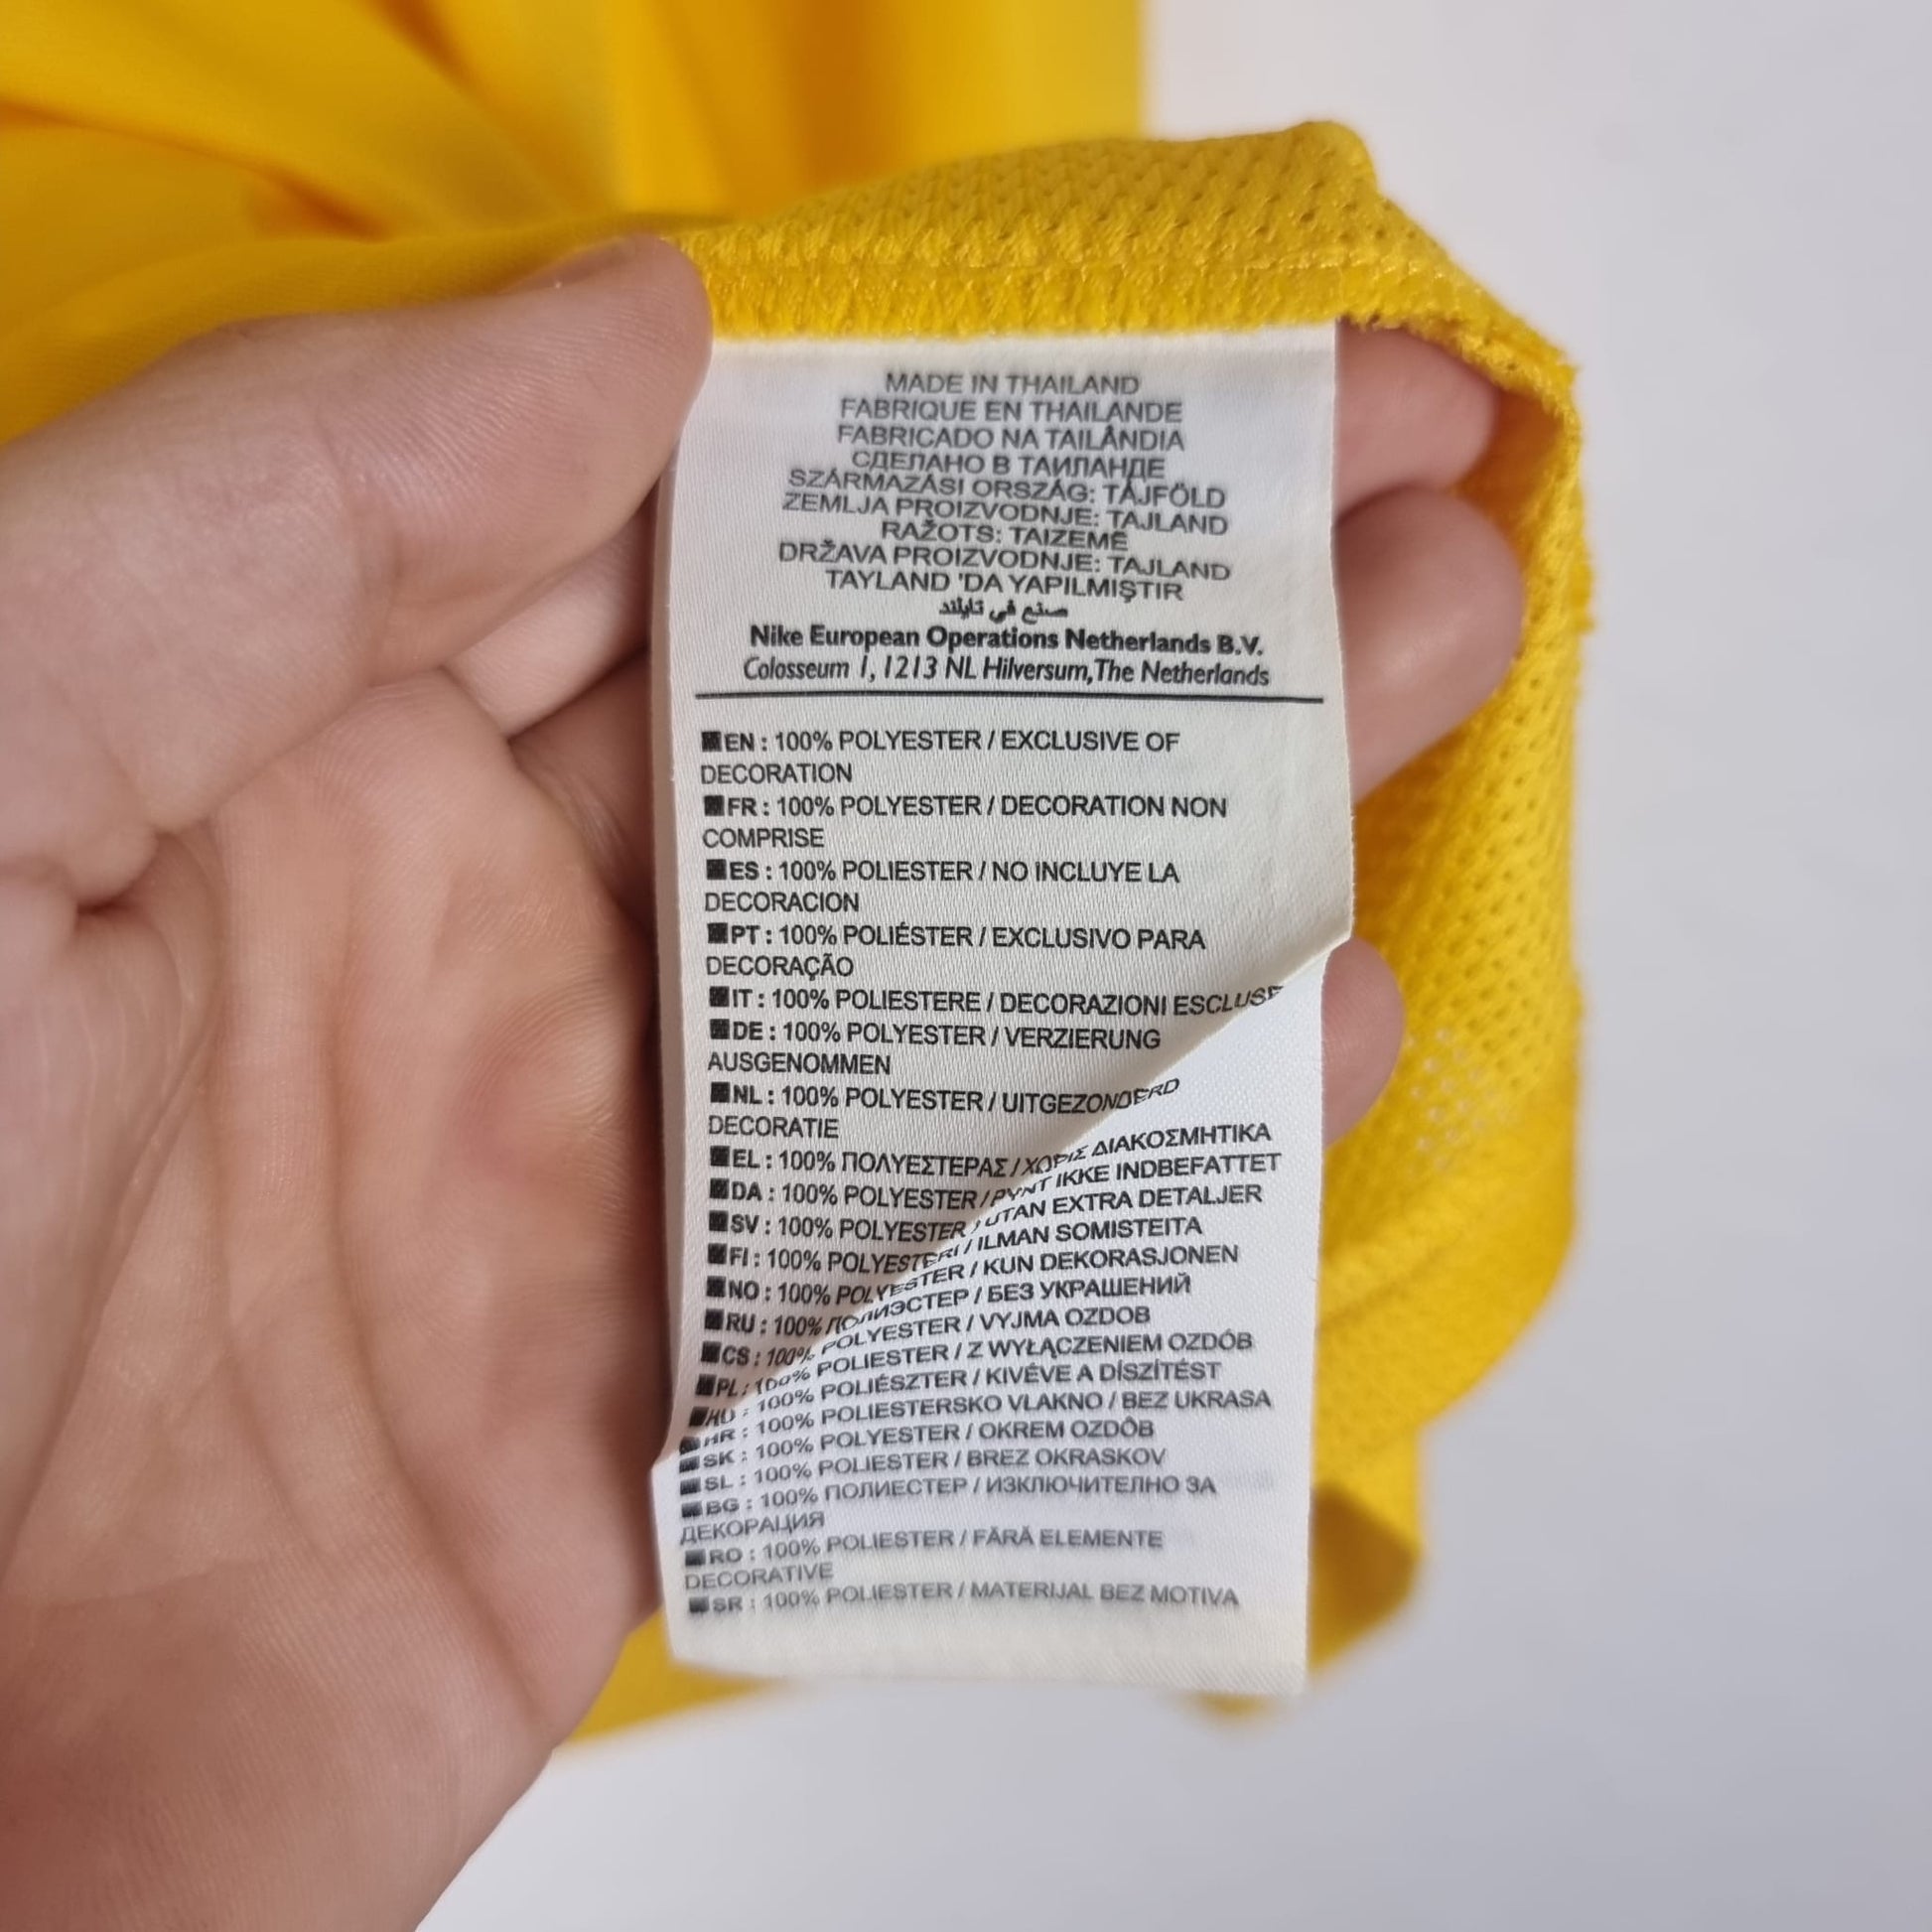 MADE IN THAILAND
FABRIQUE EN THAILANDE
FABRICADO NA TAILÂNDIA
СДЕЛАНО В ТАИЛАНДЕ
SZÁRMAZÁSI ORSZÁG: TÁJFÖLD
ZEMLJA PROIZVODNJE: TAJLAND
RAŽOTS: TAIZEMĒ
DRŽAVA PROIZVODNJE: TAJLAND
TAYLAND 'DA YAPILMIŞTIR
صنع في تايلند
Nike European Operations Netherlands B.V.
Colosseum 1, 1213 NL Hilversum, The Netherlands
EN : 100% POLYESTER / EXCLUSIVE OF
DECORATION
FR : 100% POLYESTER / DECORATION NON
COMPRISE
ES : 100% POLIESTER / NO INCLUYE LA
DECORACION
PT : 100% POLIÉSTER / EXCLUSIVO PARA
DECORAÇÃO
IT : 100% POLIESTERE / DECORAZIONI ESCLUSE
DE : 100% POLYESTER / VERZIERUNG
AUSGENOMMEN
NL : 100% POLYESTER / UITGEZONDERD
DECORATIE
EL : 100% ΠΟΛΥΕΣΤΕΡΑΣ / ΧΩΡΙΣ ΔΙΑΚΟΣΜΗΤΙΚΑ
DA : 100% POLYESTER / PYNT IKKE INDBEFATTET
SV : 100% POLYESTER / UTAN EXTRA DETALJER
FI : 100% POLYESTERI / ILMAN SOMISTEITA
NO : 100% POLYESTER / KUN DEKORASJONEN
RU : 100% ПОЛИЭСТЕР / БЕЗ УКРАШЕНИЙ
CS : 100% POLYESTER / VYJMA OZDOB
PL : 100% POLIESTER / Z WYŁĄCZENIEM OZDÓB
HU : 100% POLIÉSZTER / KIVÉVE A DÍSZÍTÉST
HR : 100% POLIESTERSKO VLAKNO / BEZ UKRASA
SK : 100% POLYESTER / OKREM OZDÔB
SL : 100% POLIESTER / BREZ OKRASKOV
BG : 100% ПОЛИЕСТЕР / ИЗКЛЮЧИТЕЛНО ЗА
ДЕКОРАЦИЯ
RO : 100% POLIESTER / FĂRĂ ELEMENTE
DECORATIVE
SR : 100% POLIESTER / MATERIJAL BEZ MOTIVA